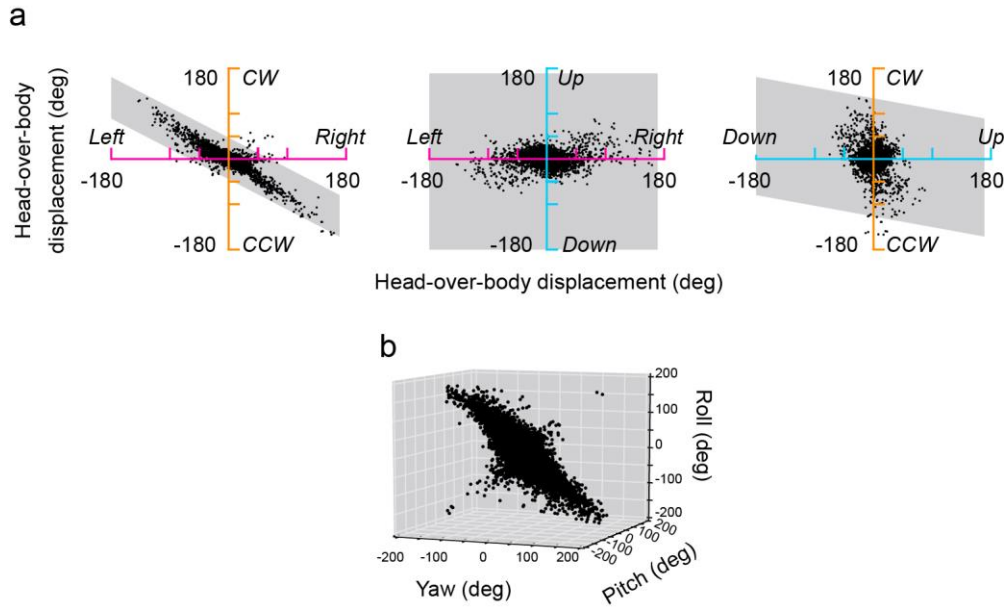 a
Head-over-body
displacement (deg)
180 CW
Left Right
-180 180
-180 CCW
180 Up
Left Right
-180 180
-180 Down
180 CW
Down Up
-180 180
-180 CCW
Head-over-body displacement (deg)
b
200
100
0
-100
-200
Roll (deg)
200
100
0
-100
-200
Pitch (deg)
-200 -100 0 100 200
Yaw (deg)